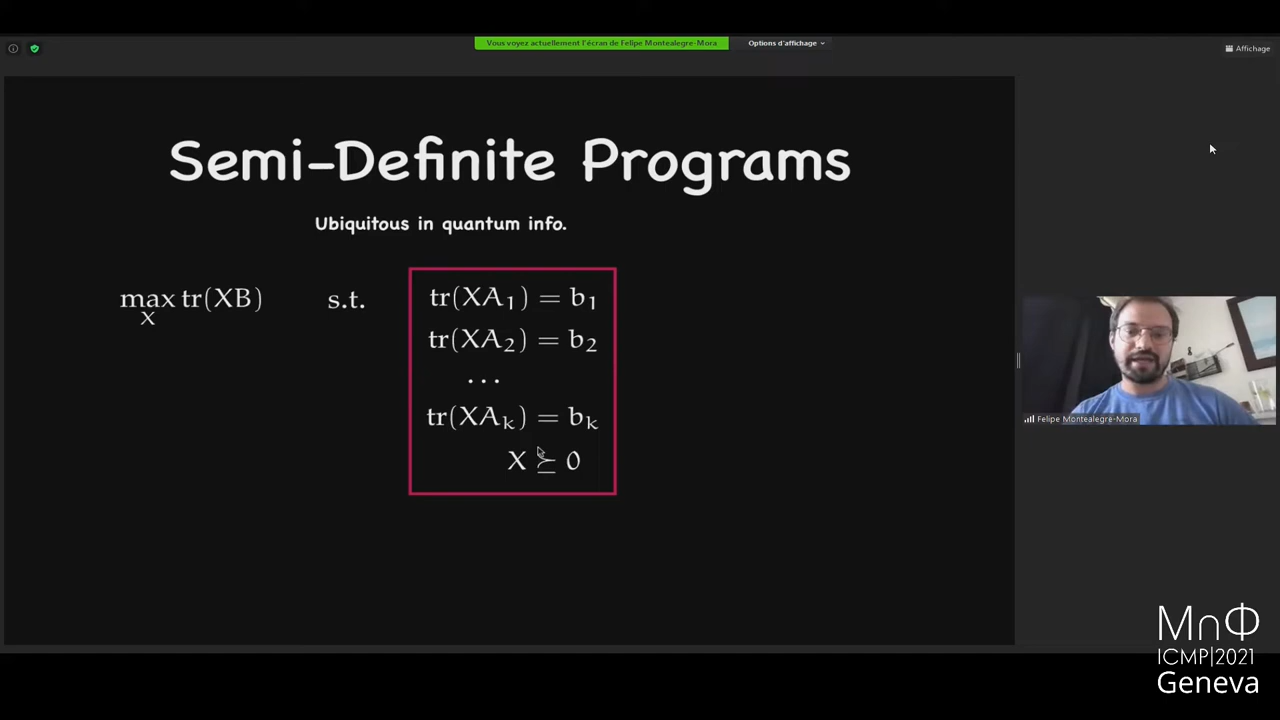 Vous voyez actuellement l'écran de Felipe Montealegre-Mora
Options d'affichage
Affichage
Semi-Definite Programs
Ubiquitous in quantum info.
max tr(XB) s.t. tr(XA₁) = b₁
X
tr(XA₂) = b₂
...
tr(XAₖ) = bₖ
X ⪰ 0
Felipe Montealegre-Mora
M∩Φ
ICMP|2021
Geneva